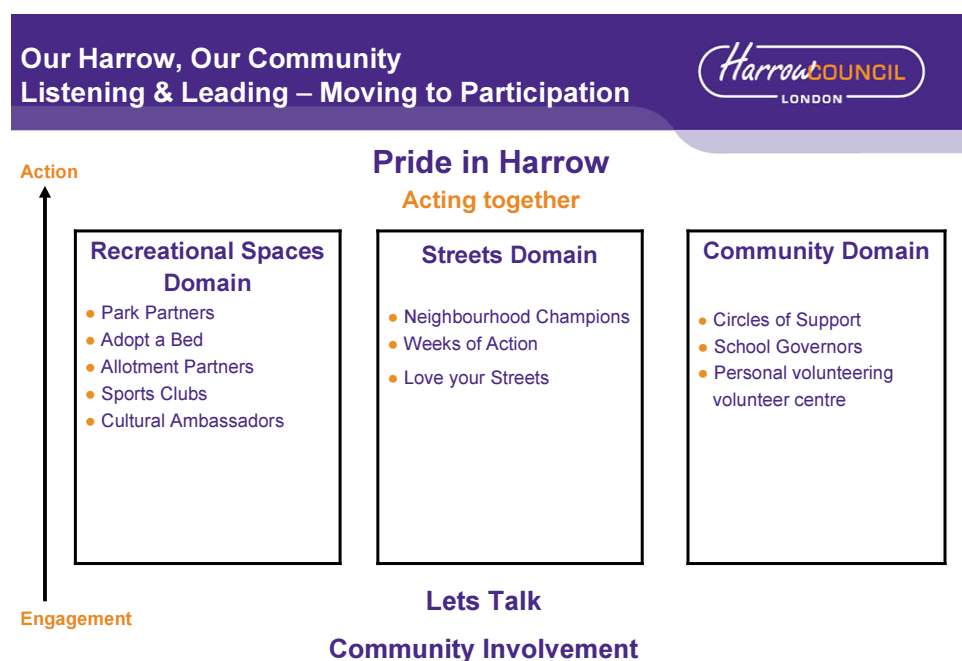 Our Harrow, Our Community
Listening & Leading – Moving to Participation
HarrowCOUNCIL
LONDON
Action
Pride in Harrow
Acting together
Recreational Spaces
Domain
• Park Partners
• Adopt a Bed
• Allotment Partners
• Sports Clubs
• Cultural Ambassadors
Streets Domain
• Neighbourhood Champions
• Weeks of Action
• Love your Streets
Community Domain
• Circles of Support
• School Governors
• Personal volunteering
volunteer centre
Engagement
Lets Talk
Community Involvement